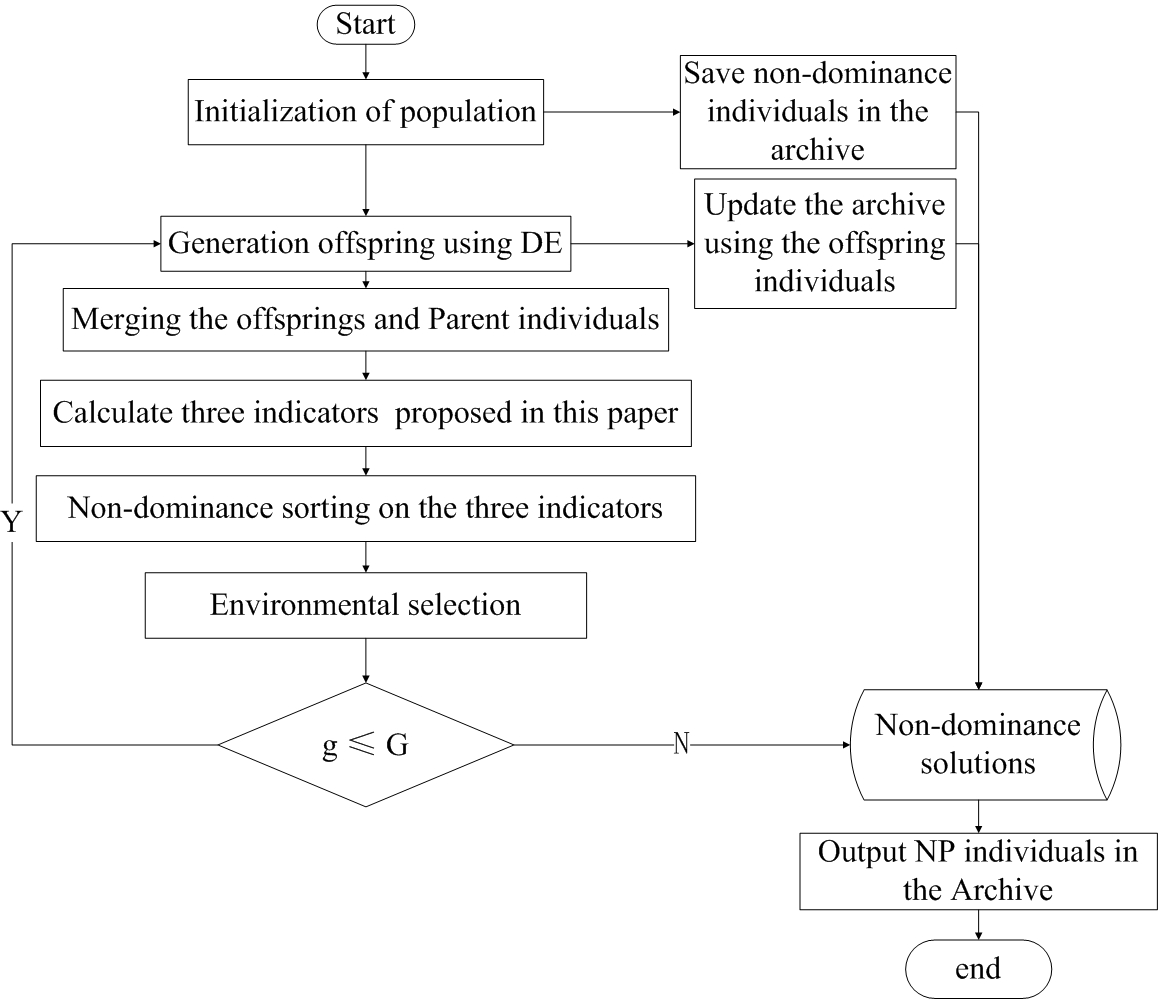 Start
Initialization of population
Save non-dominance
individuals in the
archive
Generation offspring using DE
Update the archive
using the offspring
individuals
Merging the offsprings and Parent individuals
Calculate three indicators  proposed in this paper
Non-dominance sorting on the three indicators
Y
Environmental selection
g ⩽ G
N
Non-dominance
solutions
Output NP individuals in
the Archive
end